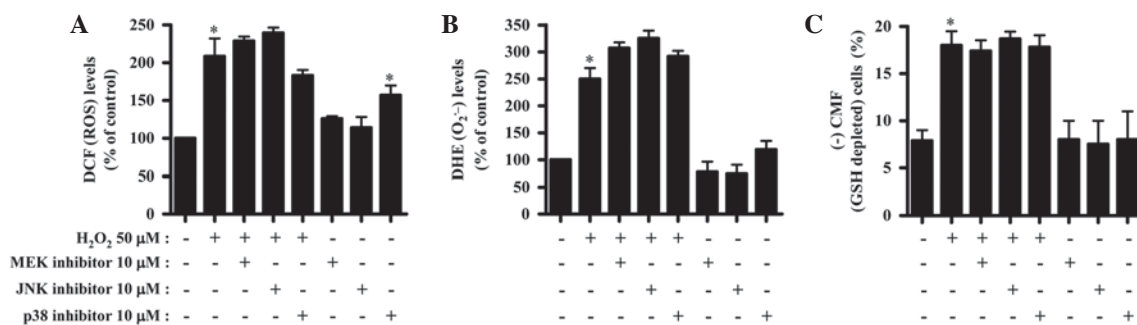 A
DCF (ROS) levels
(% of control)
250
200
150
100
50
0
*
*
B
DHE (O₂·⁻) levels
(% of control)
350
300
250
200
150
100
50
0
*
C
(-) CMF
(GSH depleted) cells (%)
20
15
10
5
0
*
H₂O₂ 50 µM : - + + + + - - - - + + + + - - - - + + + + - - -
MEK inhibitor 10 µM : - - + - - + - - - - + - - + - - - - + - - + - -
JNK inhibitor 10 µM : - - - + - - + - - - - + - - + - - - - + - - + -
p38 inhibitor 10 µM : - - - - + - - + - - - - + - - + - - - - + - - +